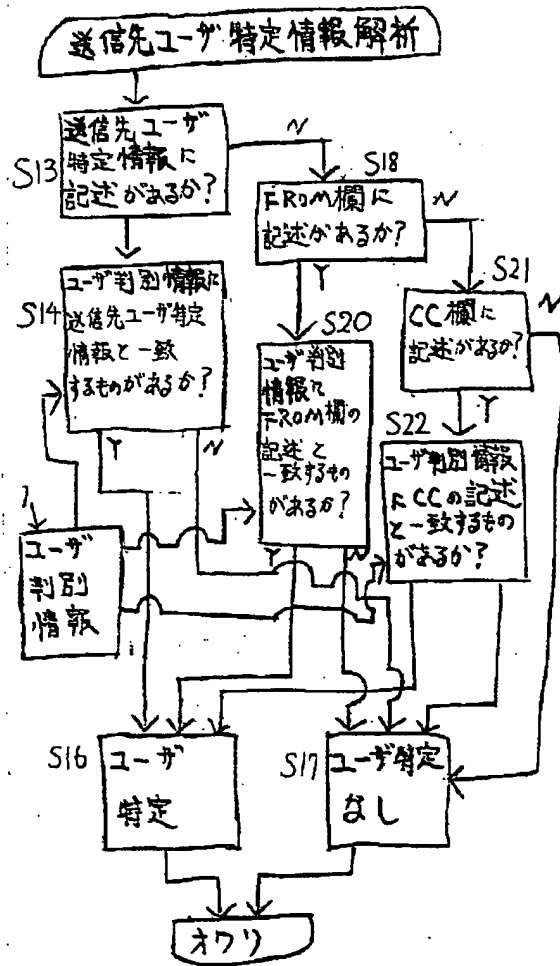 送信先ユーザ特定情報解析
S13
送信先ユーザ
特定情報に
記述があるか?
N
S18
FROM欄に
記述があるか?
N
Y
S14
ユーザ判別情報に
送信先ユーザ特定
情報と一致
するものがあるか?
Y
N
S20
ユーザ判別
情報に
FROM欄の
記述と
一致するもの
があるか?
Y
N
S21
CC欄に
記述があるか?
N
Y
S22
ユーザ判別情報
にCCの記述
と一致するもの
があるか?
7
ユーザ
判別
情報
S16
ユーザ
特定
S17
ユーザ特定
なし
オワリ